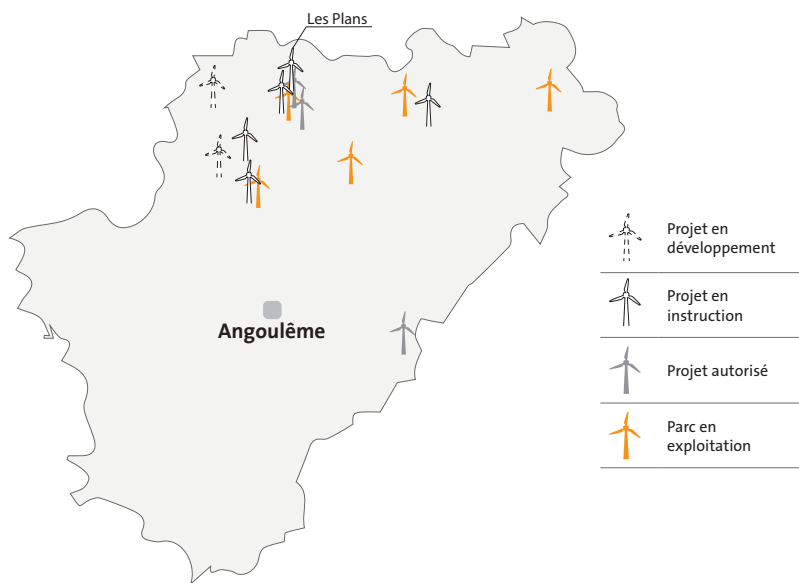 Les Plans
Angoulême
Projet en
développement
Projet en
instruction
Projet autorisé
Parc en
exploitation